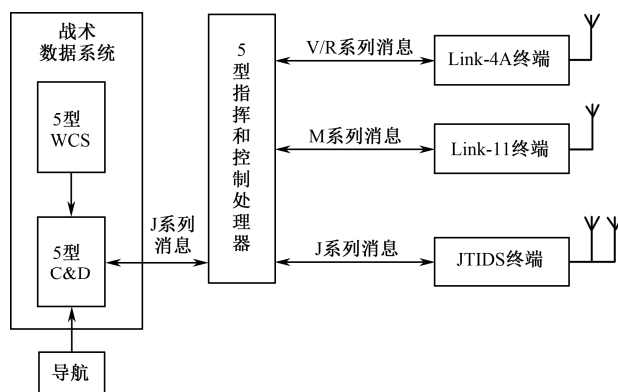 战术
数据系统
5型
WCS
5型
C&D
导航
J系列
消息
5型指挥和控制处理器
V/R系列消息
M系列消息
J系列消息
Link-4A终端
Link-11终端
JTIDS终端